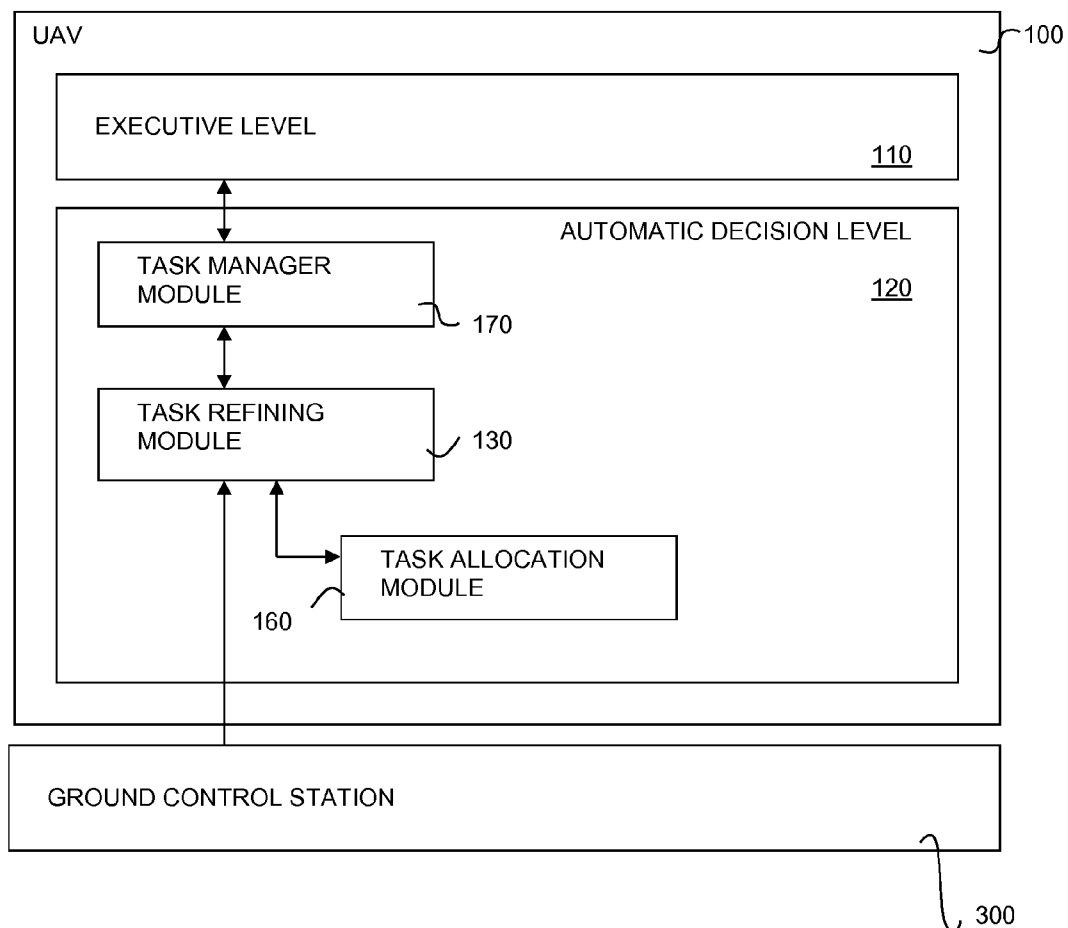 UAV
100
EXECUTIVE LEVEL
110
AUTOMATIC DECISION LEVEL
120
TASK MANAGER
MODULE
170
TASK REFINING
MODULE
130
TASK ALLOCATION
MODULE
160
GROUND CONTROL STATION
300